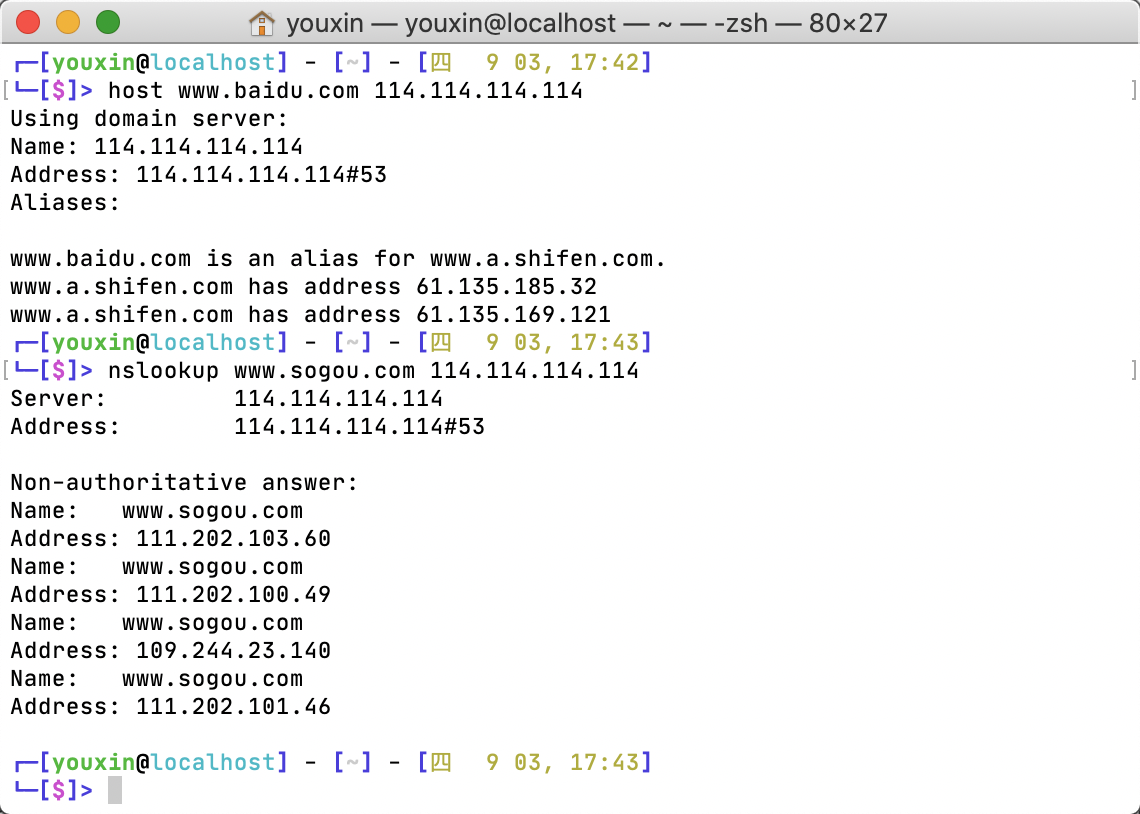 youxin — youxin@localhost — ~ — -zsh — 80×27
┌─[youxin@localhost] - [~] - [四  9 03, 17:42]
[└─[$]> host www.baidu.com 114.114.114.114 ]
Using domain server:
Name: 114.114.114.114
Address: 114.114.114.114#53
Aliases:

www.baidu.com is an alias for www.a.shifen.com.
www.a.shifen.com has address 61.135.185.32
www.a.shifen.com has address 61.135.169.121
┌─[youxin@localhost] - [~] - [四  9 03, 17:43]
[└─[$]> nslookup www.sogou.com 114.114.114.114 ]
Server:         114.114.114.114
Address:        114.114.114.114#53

Non-authoritative answer:
Name:   www.sogou.com
Address: 111.202.103.60
Name:   www.sogou.com
Address: 111.202.100.49
Name:   www.sogou.com
Address: 109.244.23.140
Name:   www.sogou.com
Address: 111.202.101.46

┌─[youxin@localhost] - [~] - [四  9 03, 17:43]
└─[$]>